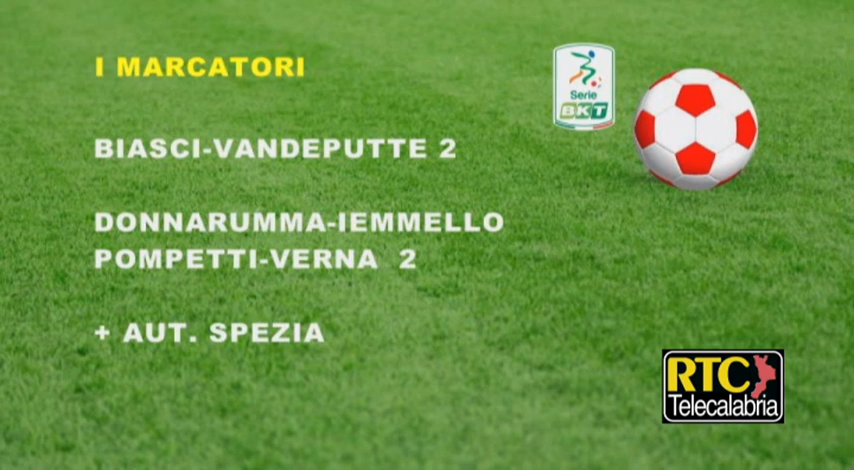 I MARCATORI
Serie
BKT
BIASCI-VANDEPUTTE 2
DONNARUMMA-IEMMELLO
POMPETTI-VERNA 2
+ AUT. SPEZIA
RTC
Telecalabria